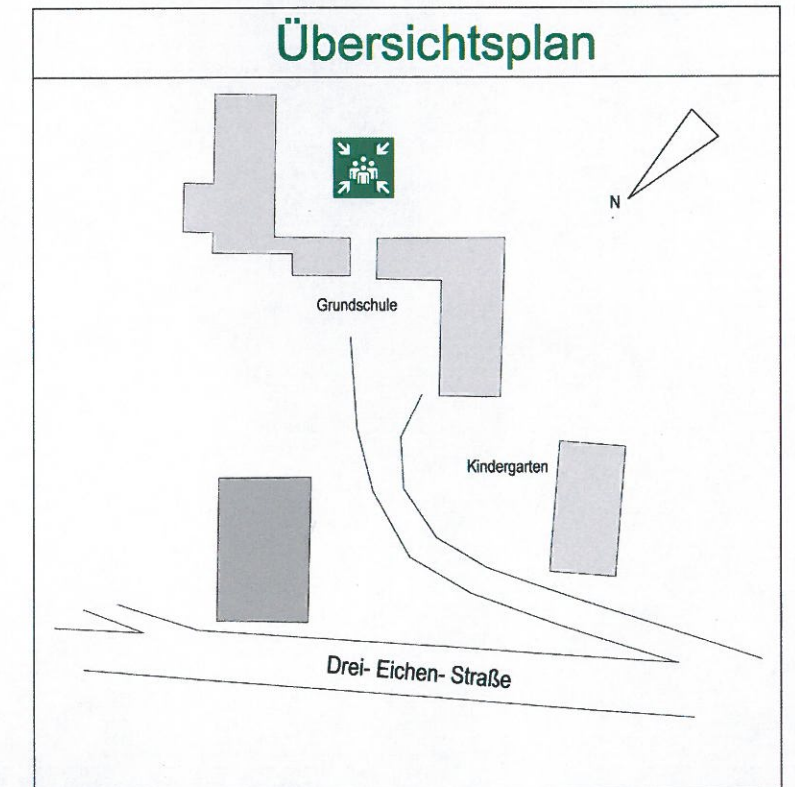 Übersichtsplan
N
Grundschule
Kindergarten
Drei- Eichen- Straße